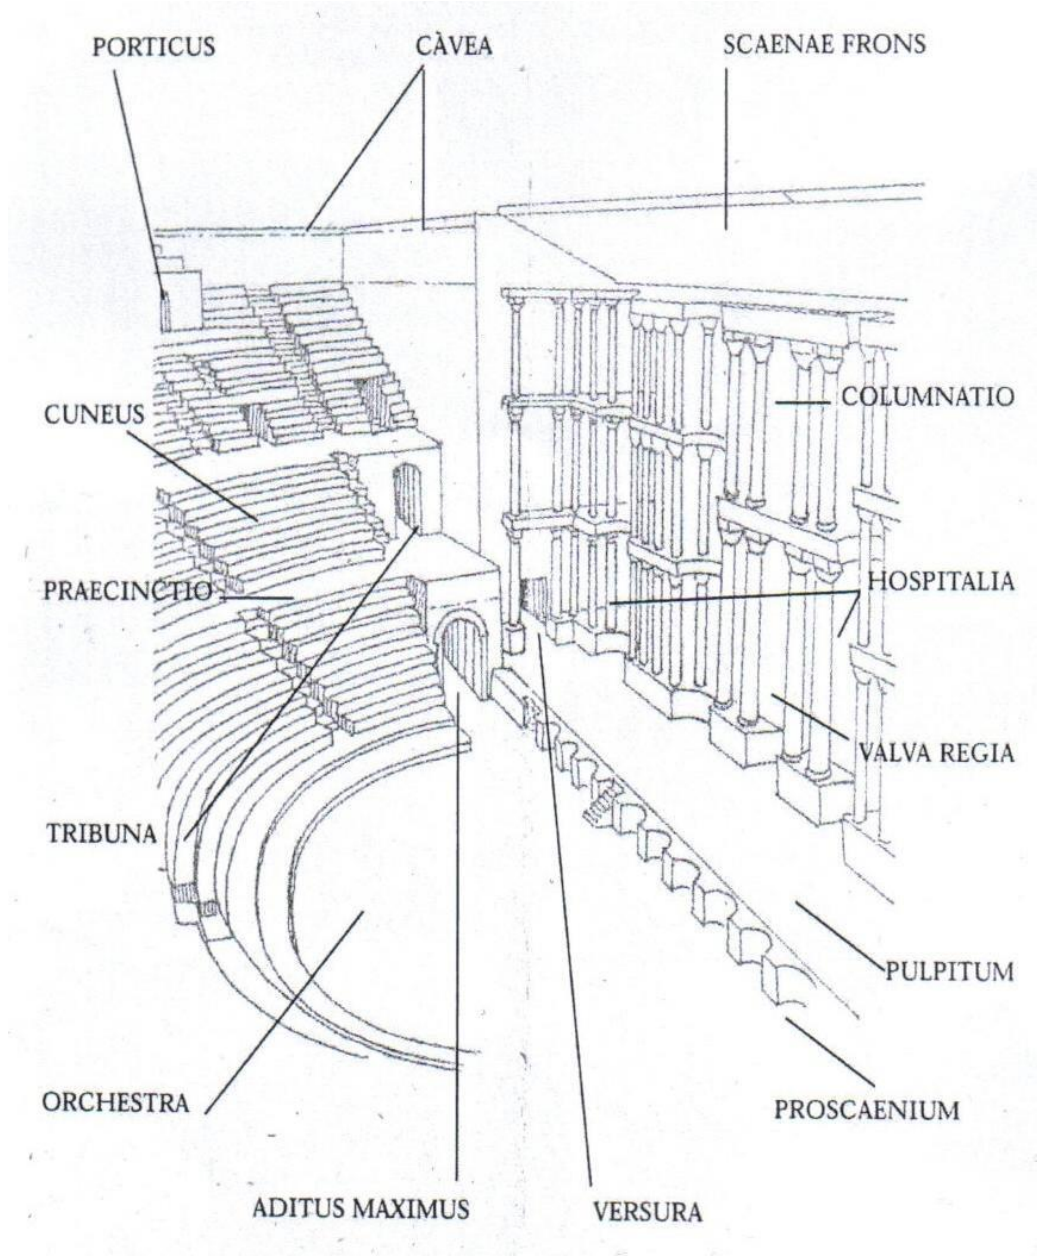 PORTICUS
CÀVEA
SCAENAE FRONS
COLUMNATIO
CUNEUS
HOSPITALIA
PRAECINCTIO
VALVA REGIA
TRIBUNA
PULPITUM
ORCHESTRA
PROSCAENIUM
ADITUS MAXIMUS
VERSURA